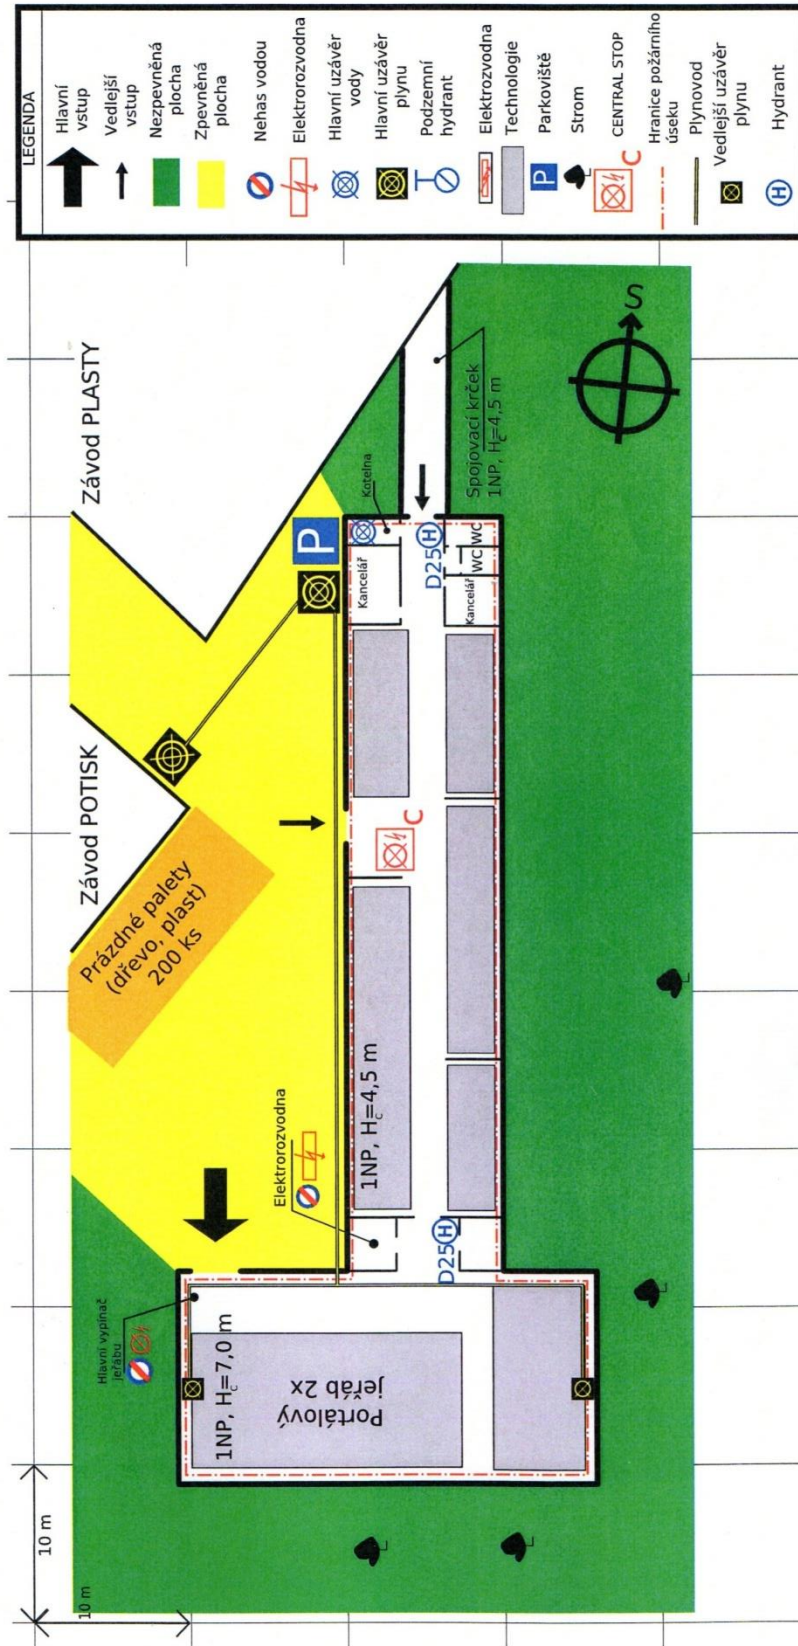 LEGENDA
Hlavní
vstup
Vedlejší
vstup
Nezpevněná
plocha
Zpevněná
plocha
Nehas vodou
Elektrorozvodna
Hlavní uzávěr
vody
Hlavní uzávěr
plynu
Podzemní
hydrant
Elektrozvodna
Technologie
P
Parkoviště
Strom
C
CENTRAL STOP
Hranice požárního
úseku
Plynovod
Vedlejší uzávěr
plynu
H
Hydrant
Závod PLASTY
Závod POTISK
Prázdné palety
(dřevo, plast)
200 ks
P
Kotelna
Spojovací krček
1NP, Hc=4,5 m
S
Kancelář
D25 H
Kancelář
WC
WC
C
1NP, Hc=4,5 m
Elektrorozvodna
D25 H
Hlavní vypínač
jeřábu
1NP, Hc=7,0 m
Portálový
jeřáb 2x
10 m
10 m